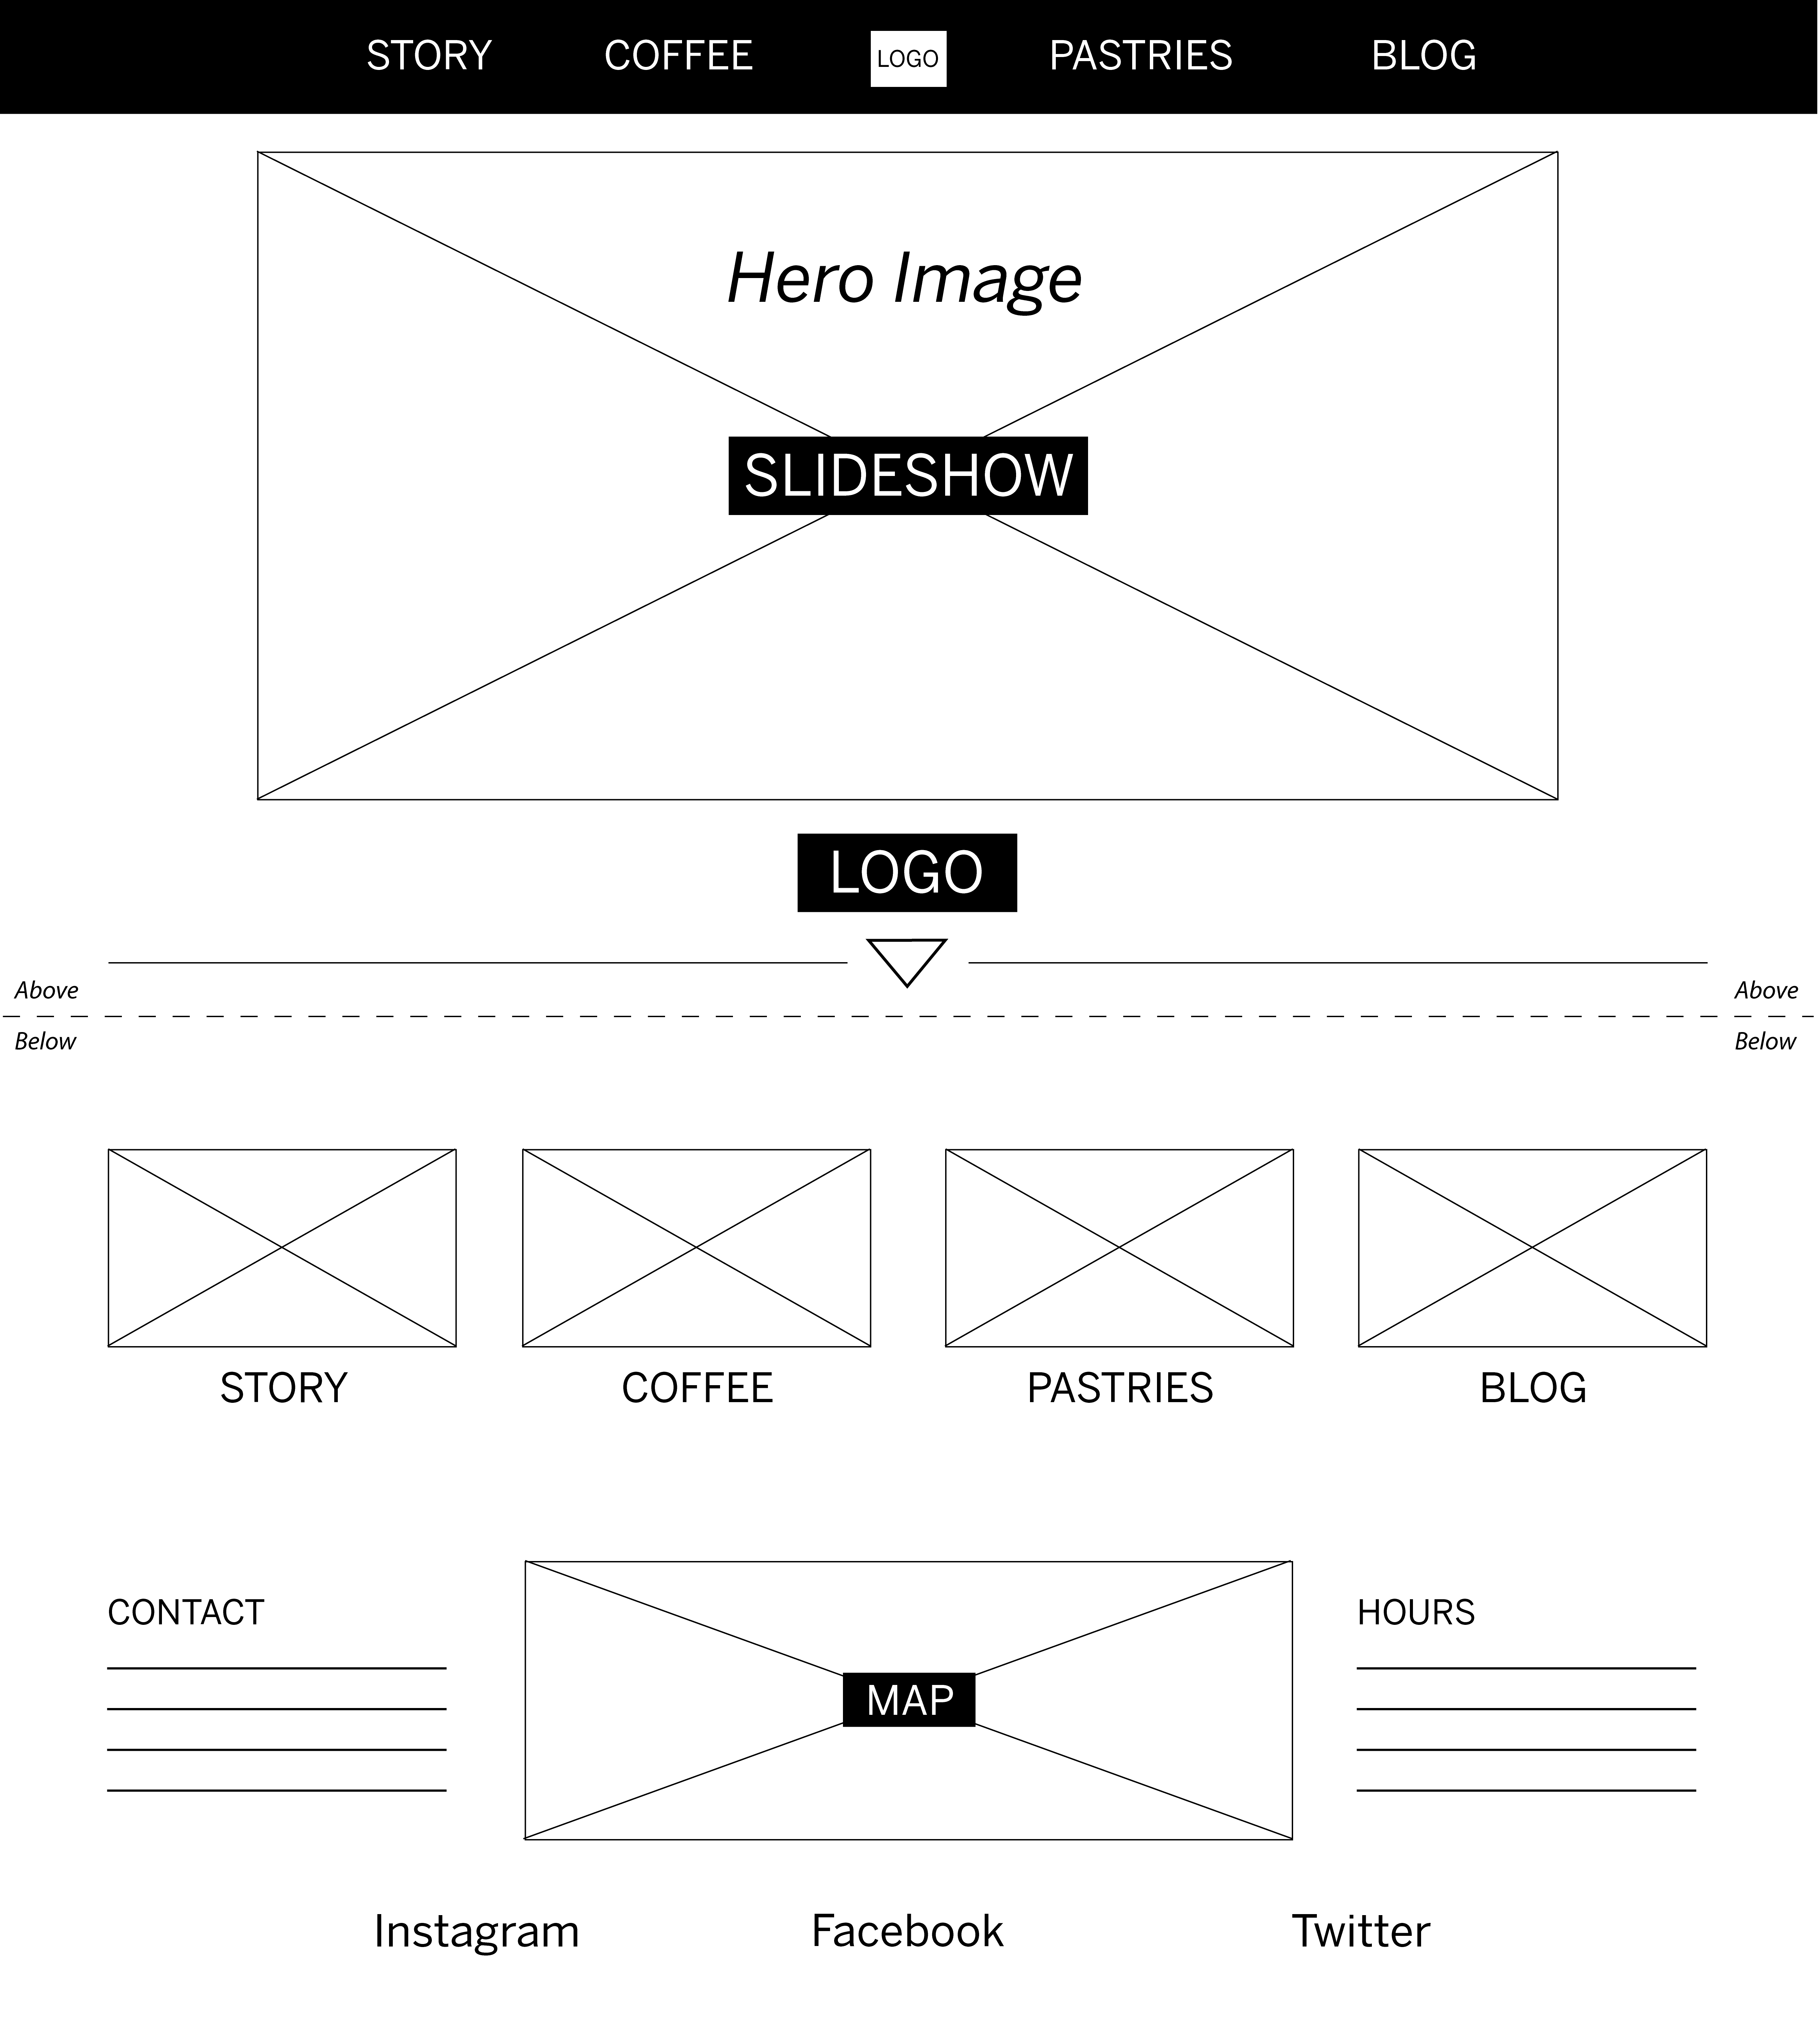 STORY COFFEE LOGO PASTRIES BLOG
Hero Image
SLIDESHOW
LOGO
Above Above
Below Below
STORY COFFEE PASTRIES BLOG
CONTACT
MAP
HOURS
Instagram Facebook Twitter